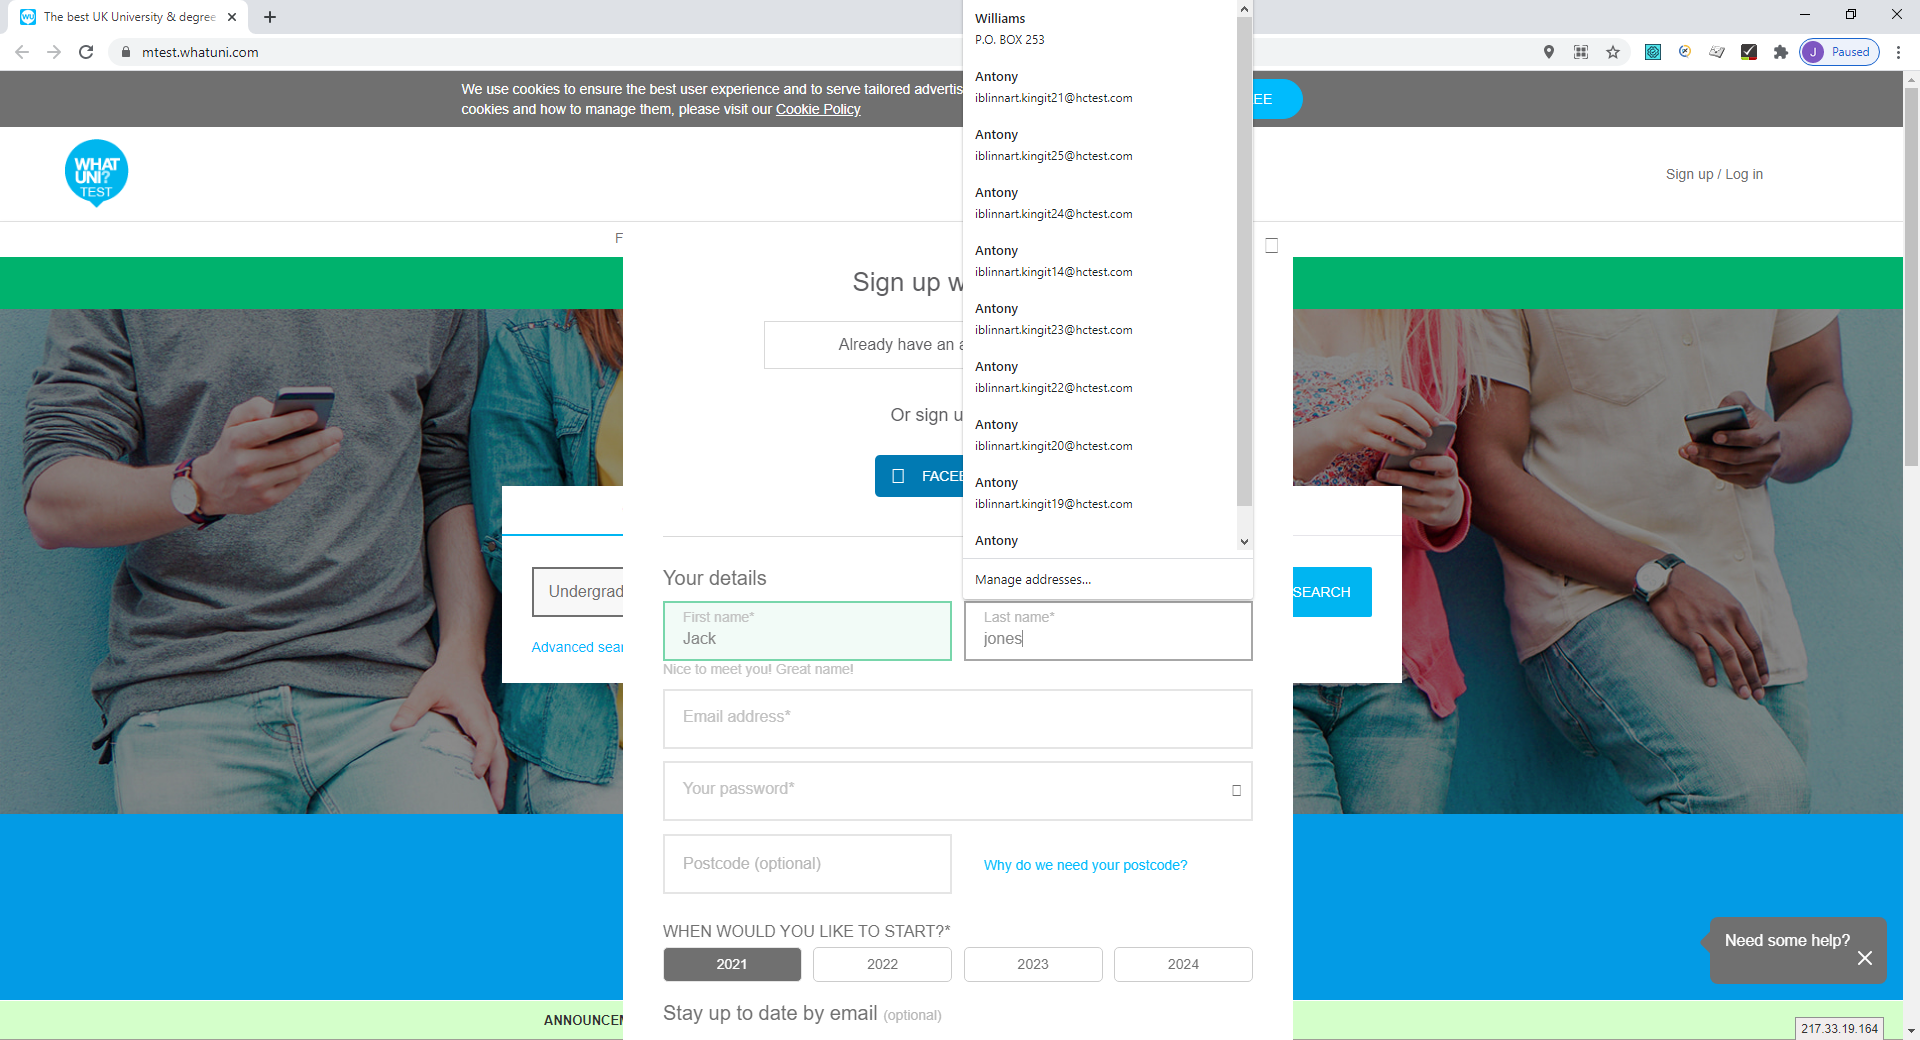 The best UK University & degree
mtest.whatuni.com
J Paused
We use cookies to ensure the best user experience and to serve tailored advertis
cookies and how to manage them, please visit our Cookie Policy
EE
WHAT
UNI?
TEST
Sign up / Log in
F
Williams
P.O. BOX 253
Antony
iblinnart.kingit21@hctest.com
Antony
iblinnart.kingit25@hctest.com
Antony
iblinnart.kingit24@hctest.com
Antony
iblinnart.kingit14@hctest.com
Antony
iblinnart.kingit23@hctest.com
Antony
iblinnart.kingit22@hctest.com
Antony
iblinnart.kingit20@hctest.com
Antony
iblinnart.kingit19@hctest.com
Antony
Manage addresses...
Sign up w
Already have an a
Or sign u
FACEB
Undergrad
SEARCH
Advanced sear
Your details
First name*
Jack
Last name*
jones
Nice to meet you! Great name!
Email address*
Your password*
Postcode (optional)
Why do we need your postcode?
WHEN WOULD YOU LIKE TO START?*
2021 2022 2023 2024
Stay up to date by email (optional)
Need some help?
ANNOUNCEM
217.33.19.164